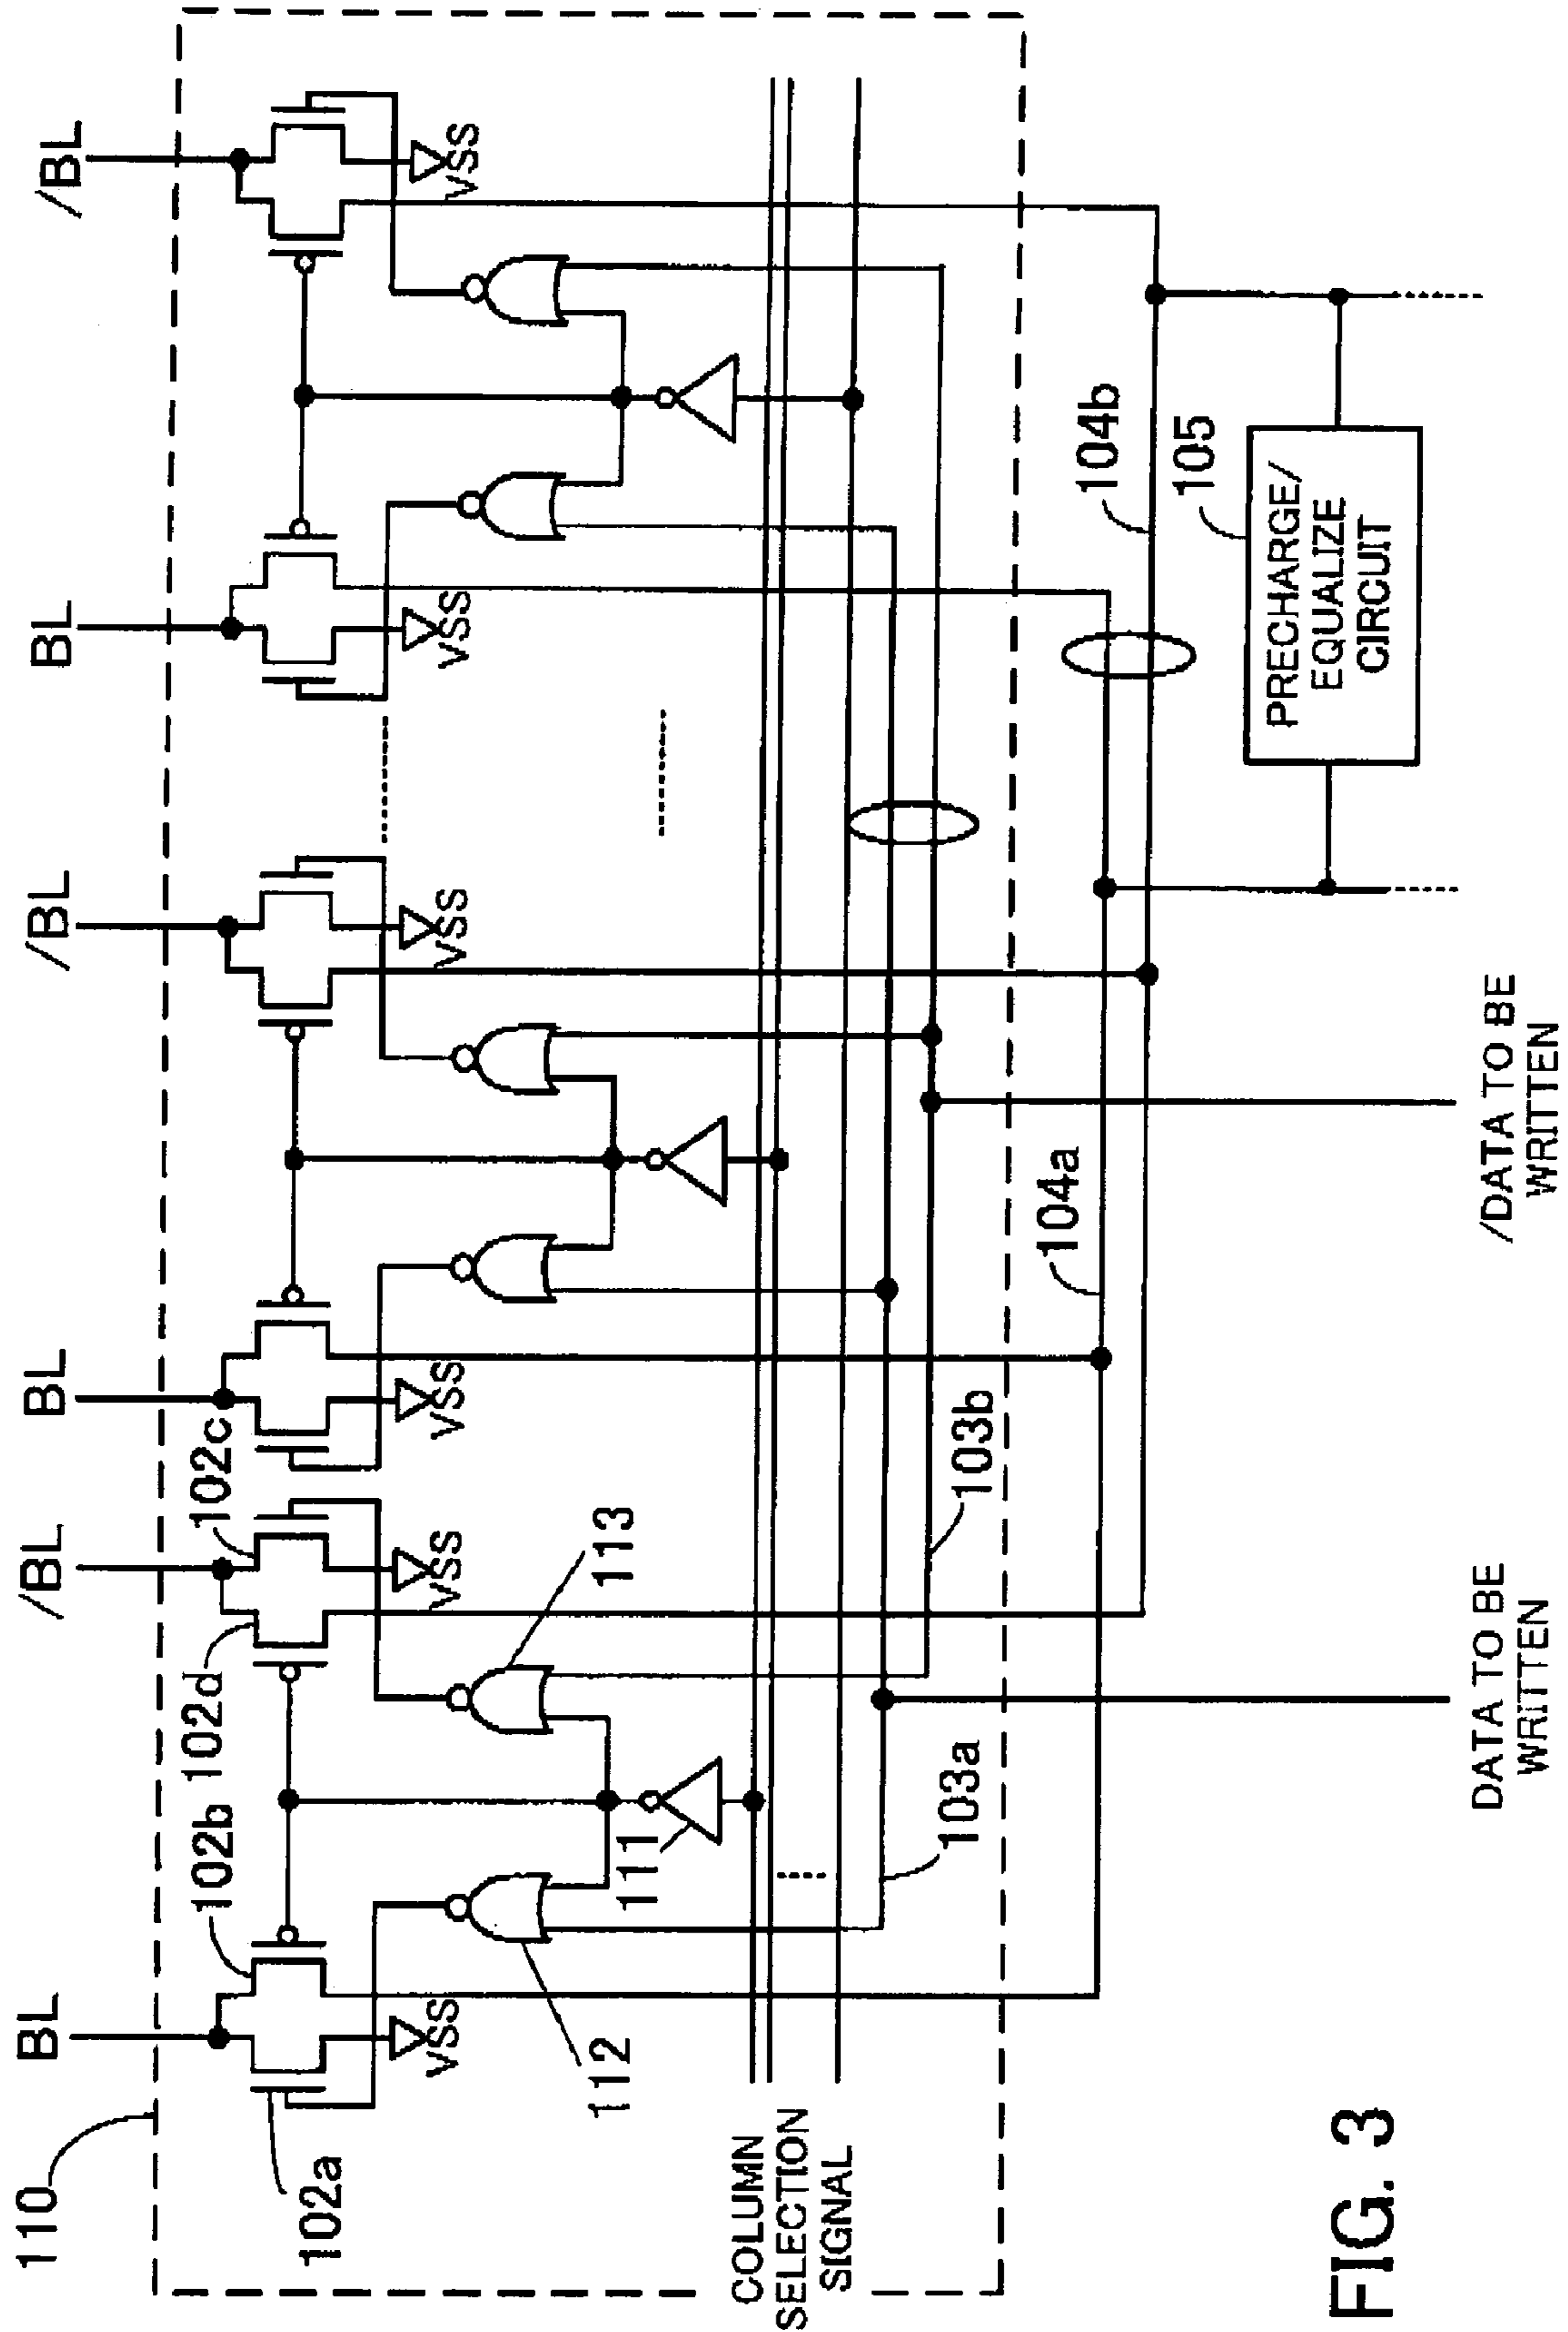 110
BL
/BL
BL
/BL
BL
/BL
102a
102b
102d
102c
VSS
VSS
VSS
VSS
VSS
VSS
112
111
113
COLUMN
SELECTION
SIGNAL
103a
103b
104a
104b
105
PRECHARGE/
EQUALIZE
CIRCUIT
DATA TO BE
WRITTEN
/DATA TO BE
WRITTEN
FIG. 3